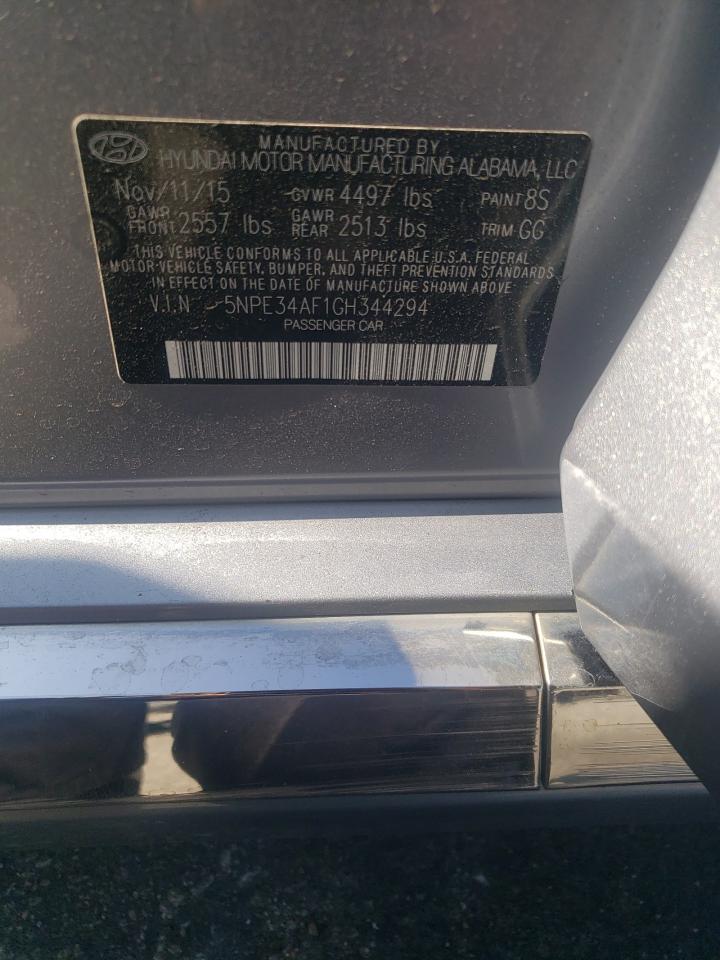 MANUFACTURED BY
HYUNDAI MOTOR MANUFACTURING ALABAMA, LLC
Nov/11/15 GVWR 4497 lbs PAINT 8S
GAWR FRONT 2557 lbs GAWR REAR 2513 lbs TRIM GG
THIS VEHICLE CONFORMS TO ALL APPLICABLE U.S.A. FEDERAL
MOTOR-VEHICLE SAFETY, BUMPER, AND THEFT PREVENTION STANDARDS
IN EFFECT ON THE DATE OF MANUFACTURE SHOWN ABOVE.
V.I.N 5NPE34AF1GH344294
PASSENGER CAR